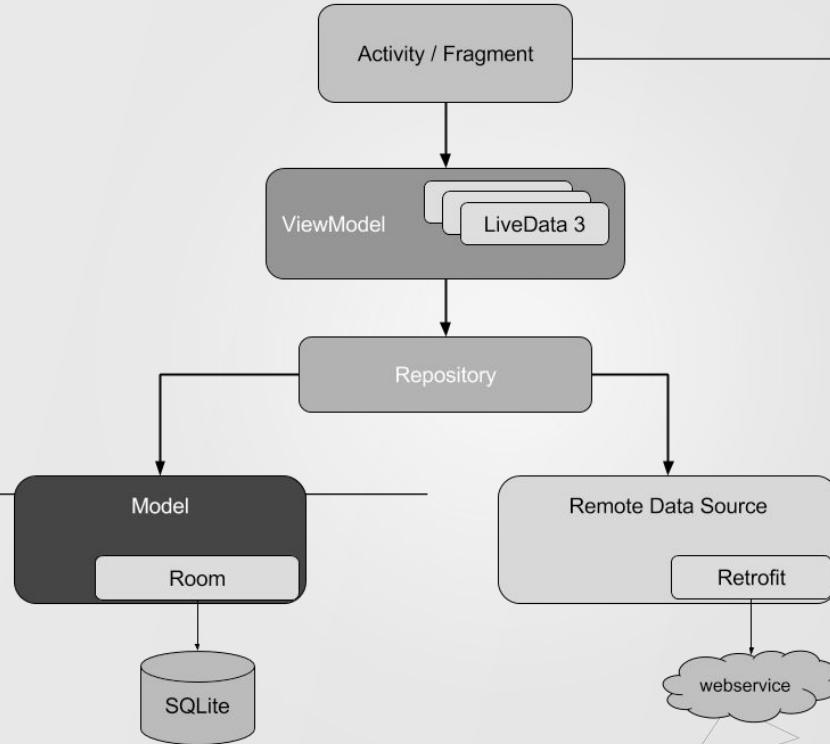 Activity / Fragment
ViewModel
LiveData 3
Repository
Model
Remote Data Source
Room
Retrofit
SQLite
webservice